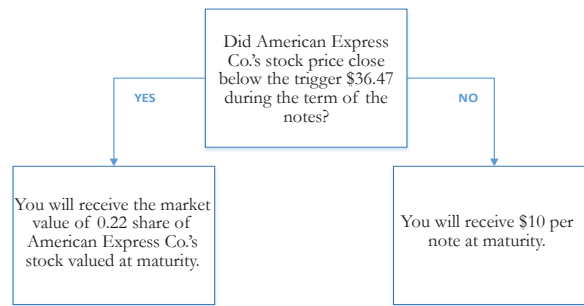 Did American Express
Co.'s stock price close
below the trigger $36.47
during the term of the
notes?
YES
NO
You will receive the market
value of 0.22 share of
American Express Co.'s
stock valued at maturity.
You will receive $10 per
note at maturity.